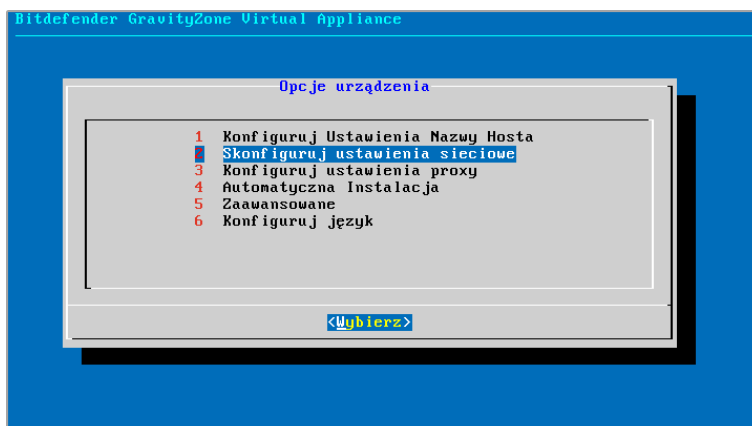 Bitdefender GravityZone Virtual Appliance
Opcje urządzenia
1 Konfiguruj Ustawienia Nazwy Hosta
2 Skonfiguruj ustawienia sieciowe
3 Konfiguruj ustawienia proxy
4 Automatyczna Instalacja
5 Zaawansowane
6 Konfiguruj język
<Wybierz>